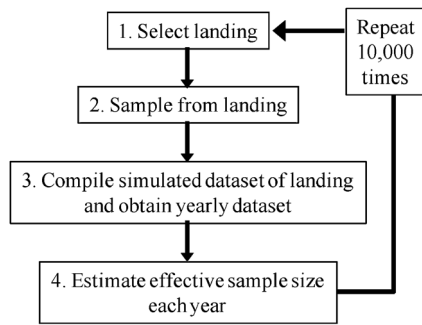 1. Select landing
Repeat
10,000
times
2. Sample from landing
3. Compile simulated dataset of landing
and obtain yearly dataset
4. Estimate effective sample size
each year